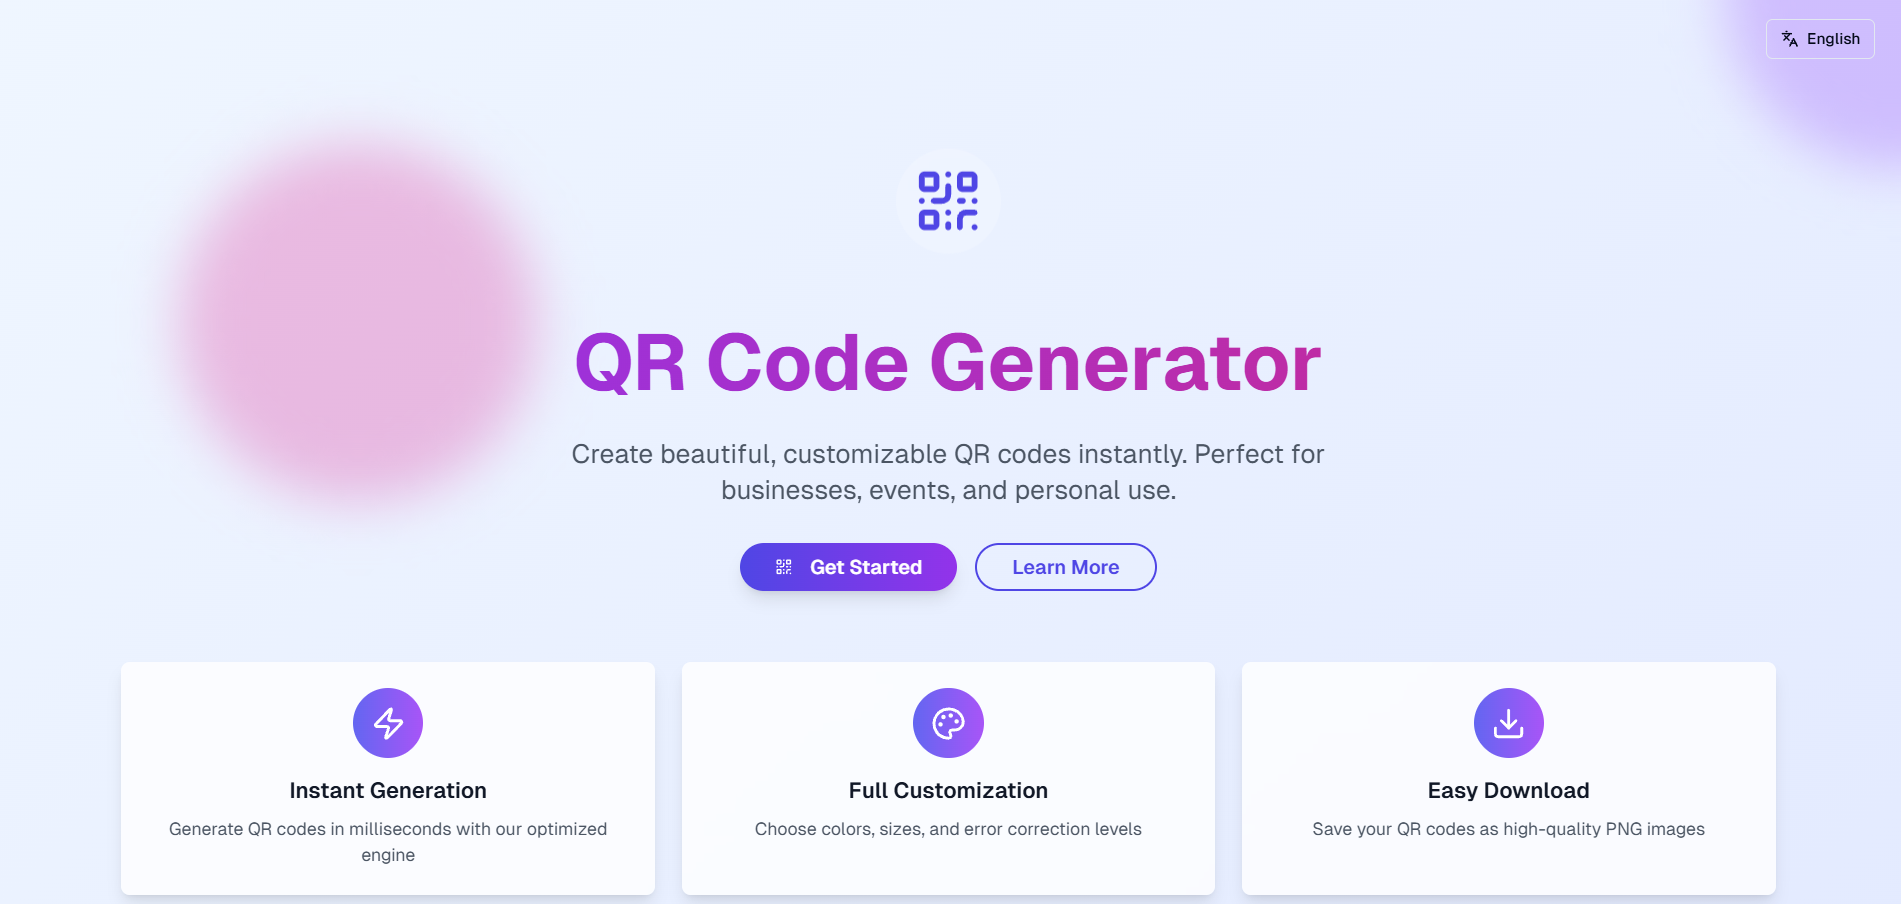 English
QR Code Generator
Create beautiful, customizable QR codes instantly. Perfect for
businesses, events, and personal use.
Get Started
Learn More
Instant Generation
Generate QR codes in milliseconds with our optimized
engine
Full Customization
Choose colors, sizes, and error correction levels
Easy Download
Save your QR codes as high-quality PNG images